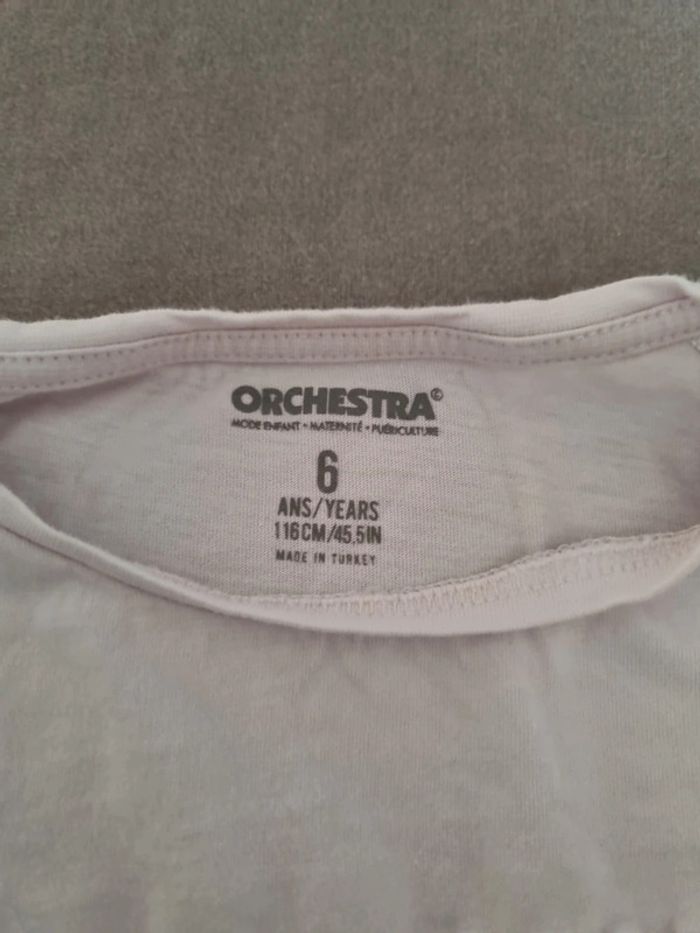 ORCHESTRA©
MODE ENFANT • MATERNITÉ • PUÉRICULTURE
6
ANS/YEARS
116CM/45,5IN
MADE IN TURKEY